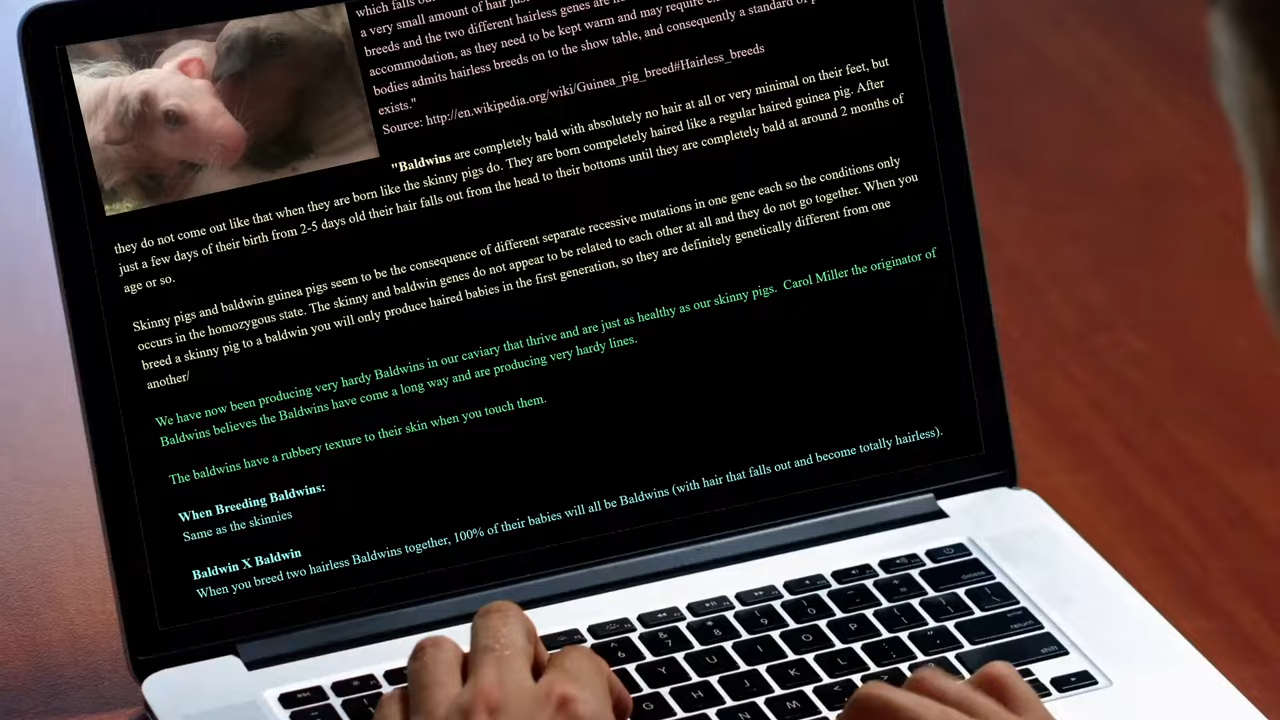 which falls out
a very small amount of hair just
breeds and the two different hairless genes are
accommodation, as they need to be kept warm and may require
bodies admits hairless breeds on to the show table, and consequently a standard of
exists."
Source: http://en.wikipedia.org/wiki/Guinea_pig_breed#Hairless_breeds
"Baldwins are completely bald with absolutely no hair at all or very minimal on their feet, but
they do not come out like that when they are born like the skinny pigs do. They are born competely haired like a regular haired guinea pig. After
just a few days of their birth from 2-5 days old their hair falls out from the head to their bottoms until they are completely bald at around 2 months of
age or so.
Skinny pigs and baldwin guinea pigs seem to be the consequence of different separate recessive mutations in one gene each so the conditions only
occurs in the homozygous state. The skinny and baldwin genes do not appear to be related to each other at all and they do not go together. When you
breed a skinny pig to a baldwin you will only produce haired babies in the first generation, so they are definitely genetically different from one
another/
We have now been producing very hardy Baldwins in our caviary that thrive and are just as healthy as our skinny pigs. Carol Miller the originator of
Baldwins believes the Baldwins have come a long way and are producing very hardy lines.
The baldwins have a rubbery texture to their skin when you touch them.
When Breeding Baldwins:
Same as the skinnies
Baldwin X Baldwin
When you breed two hairless Baldwins together, 100% of their babies will all be Baldwins (with hair that falls out and become totally hairless).
delete
return
shift
esc
& 7
* 8
( 9
) 0
6
Y U I O P
G H J K L
N M